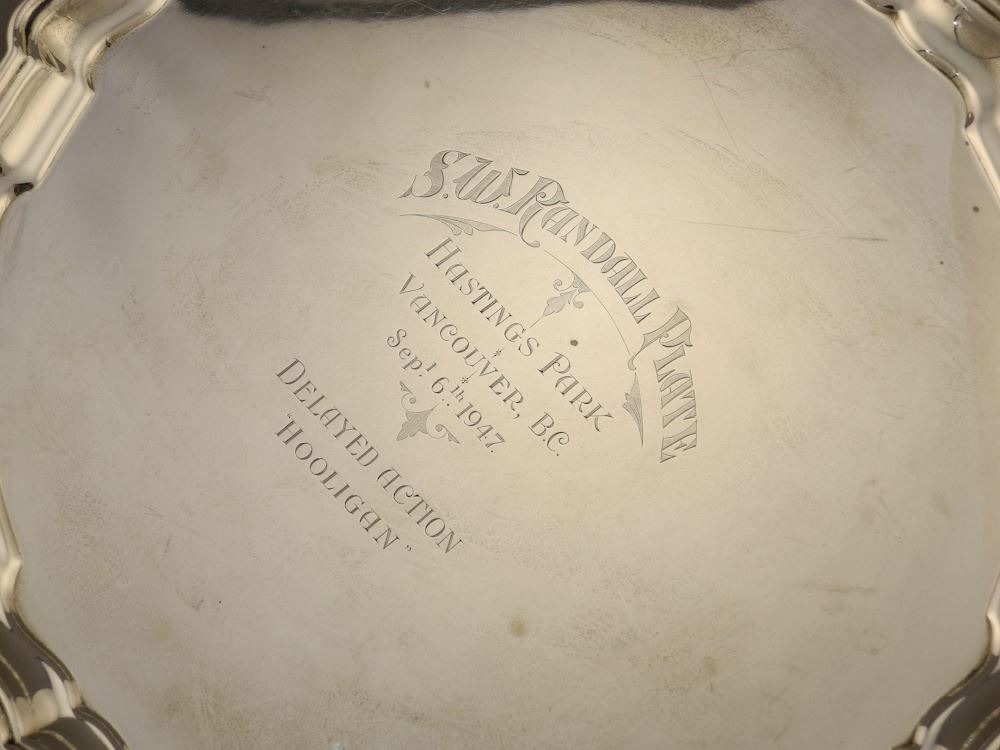 S.W. RANDALL PLATE
HASTINGS PARK
VANCOUVER, B.C.
Sept 6th 1947.
DELAYED ACTION
"HOOLIGAN"